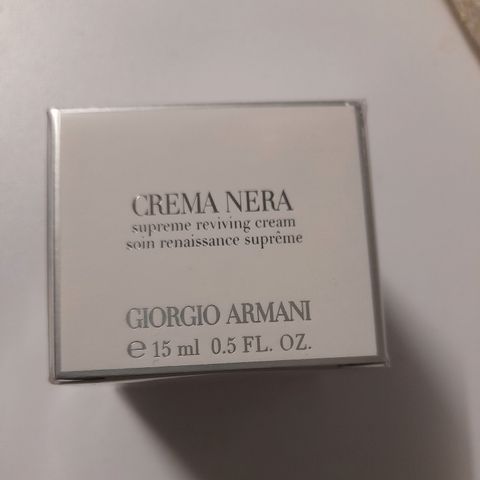 CREMA NERA
supreme reviving cream
soin renaissance suprême
GIORGIO ARMANI
℮ 15 ml 0.5 FL. OZ.